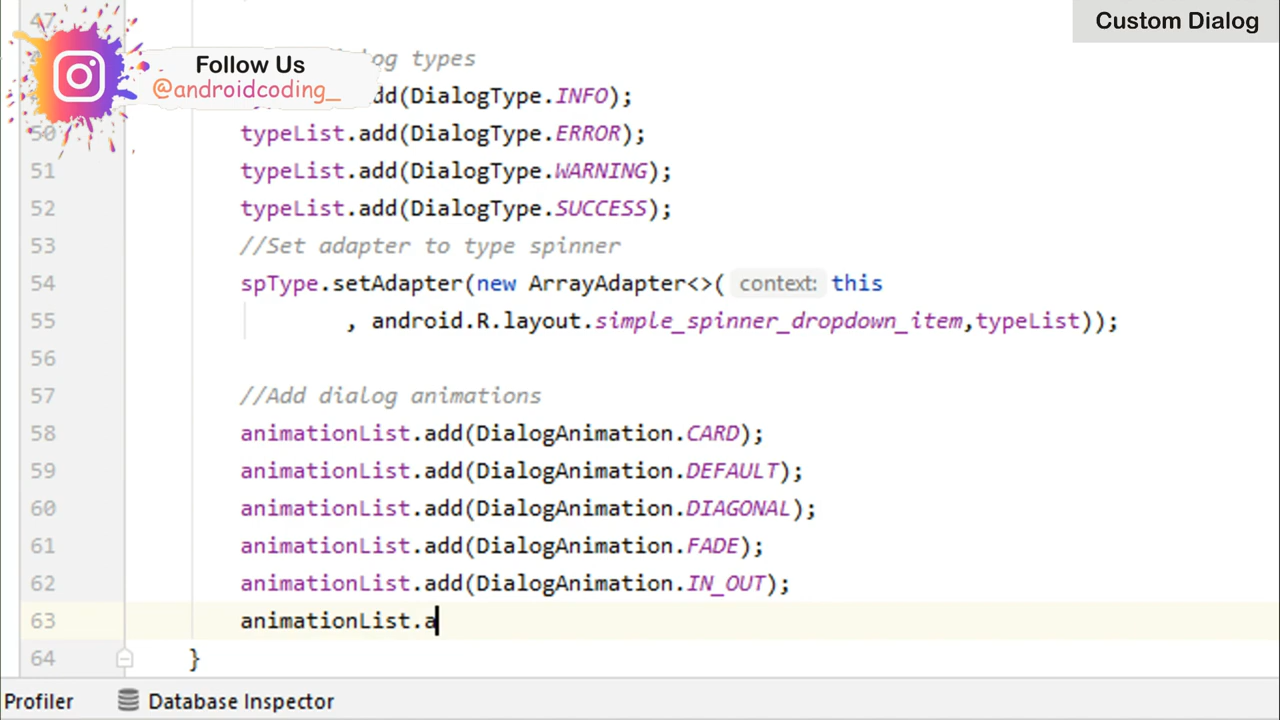 Custom Dialog
Follow Us
@androidcoding_
47
types
dd(DialogType.INFO);
50 typeList.add(DialogType.ERROR);
51 typeList.add(DialogType.WARNING);
52 typeList.add(DialogType.SUCCESS);
53 //Set adapter to type spinner
54 spType.setAdapter(new ArrayAdapter<>( context: this
55 , android.R.layout.simple_spinner_dropdown_item,typeList));
56
57 //Add dialog animations
58 animationList.add(DialogAnimation.CARD);
59 animationList.add(DialogAnimation.DEFAULT);
60 animationList.add(DialogAnimation.DIAGONAL);
61 animationList.add(DialogAnimation.FADE);
62 animationList.add(DialogAnimation.IN_OUT);
63 animationList.a
64 }
Profiler Database Inspector